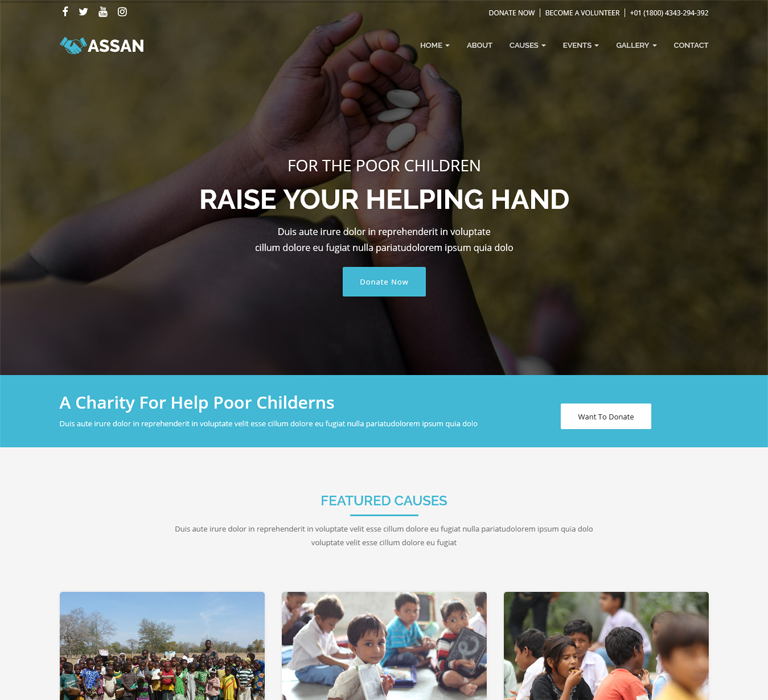 DONATE NOW | BECOME A VOLUNTEER | +01 (1800) 4343-294-392
ASSAN
HOME ABOUT CAUSES EVENTS GALLERY CONTACT
FOR THE POOR CHILDREN
RAISE YOUR HELPING HAND
Duis aute irure dolor in reprehenderit in voluptate
cillum dolore eu fugiat nulla pariatudolorem ipsum quia dolo
Donate Now
A Charity For Help Poor Childerns
Duis aute irure dolor in reprehenderit in voluptate velit esse cillum dolore eu fugiat nulla pariatudolorem ipsum quia dolo
Want To Donate
FEATURED CAUSES
Duis aute irure dolor in reprehenderit in voluptate velit esse cillum dolore eu fugiat nulla pariatudolorem ipsum quia dolo
voluptate velit esse cillum dolore eu fugiat